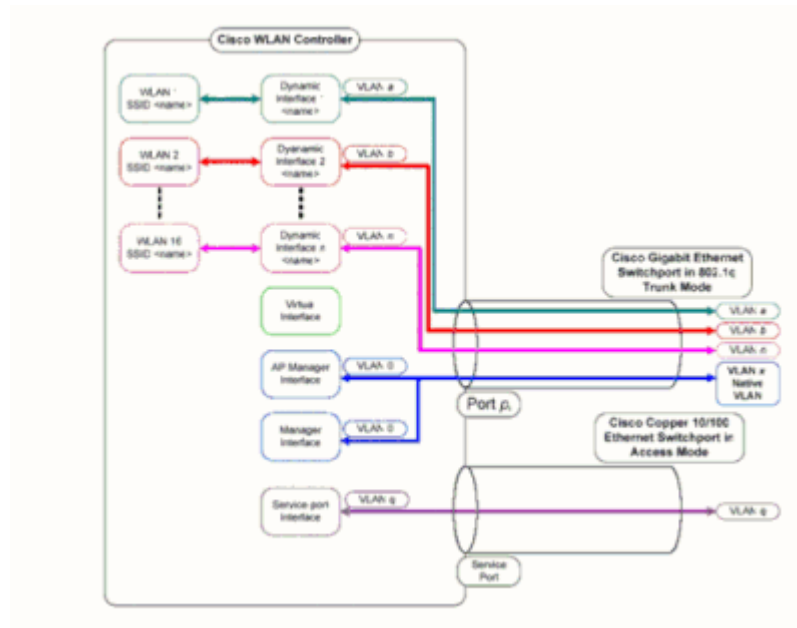 Cisco WLAN Controller
WLAN 1
SSID <name>
Dynamic
Interface 1
<name>
VLAN a
WLAN 2
SSID <name>
Dyanamic
Interface 2
<name>
VLAN b
WLAN 16
SSID <name>
Dynamic
Interface n
<name>
VLAN n
Cisco Gigabit Ethernet
Switchport in 802.1q
Trunk Mode
Virtua
Interface
VLAN a
VLAN b
VLAN n
AP Manager
Interface
VLAN 0
VLAN
Native
VLAN
Port
Manager
Interface
VLAN 0
Cisco Copper 10/100
Ethernet Switchport in
Access Mode
Service-port
Interface
VLAN q
VLAN q
Service
Port